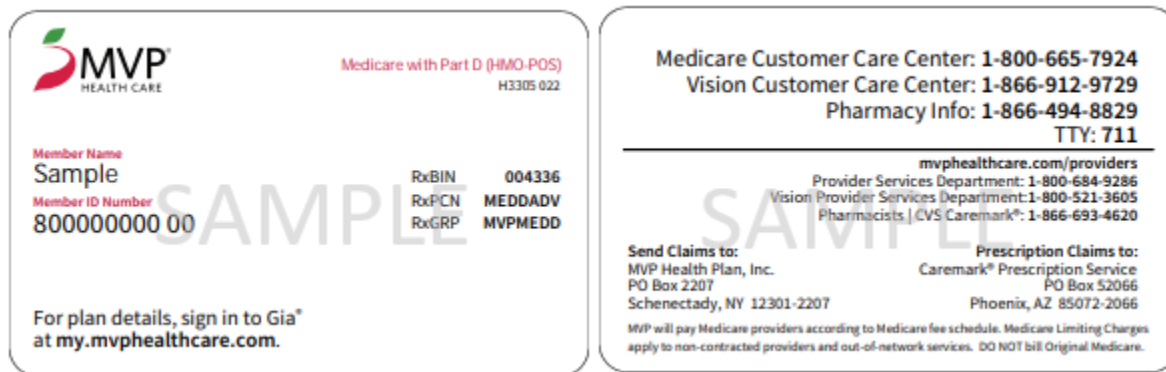 MVP®
HEALTH CARE
Medicare with Part D (HMO-POS)
H3305 022
Member Name
Sample
Member ID Number
800000000 00
RxBIN 004336
RxPCN MEDDADV
RxGRP MVPMEDD
SAMPLE
For plan details, sign in to Gia®
at my.mvphealthcare.com.
Medicare Customer Care Center: 1-800-665-7924
Vision Customer Care Center: 1-866-912-9729
Pharmacy Info: 1-866-494-8829
TTY: 711
mvphealthcare.com/providers
Provider Services Department: 1-800-684-9286
Vision Provider Services Department:1-800-521-3605
Pharmacists | CVS Caremark®: 1-866-693-4620
SAMPLE
Send Claims to:
MVP Health Plan, Inc.
PO Box 2207
Schenectady, NY 12301-2207
Prescription Claims to:
Caremark® Prescription Service
PO Box 52066
Phoenix, AZ 85072-2066
MVP will pay Medicare providers according to Medicare fee schedule. Medicare Limiting Charges
apply to non-contracted providers and out-of-network services. DO NOT bill Original Medicare.